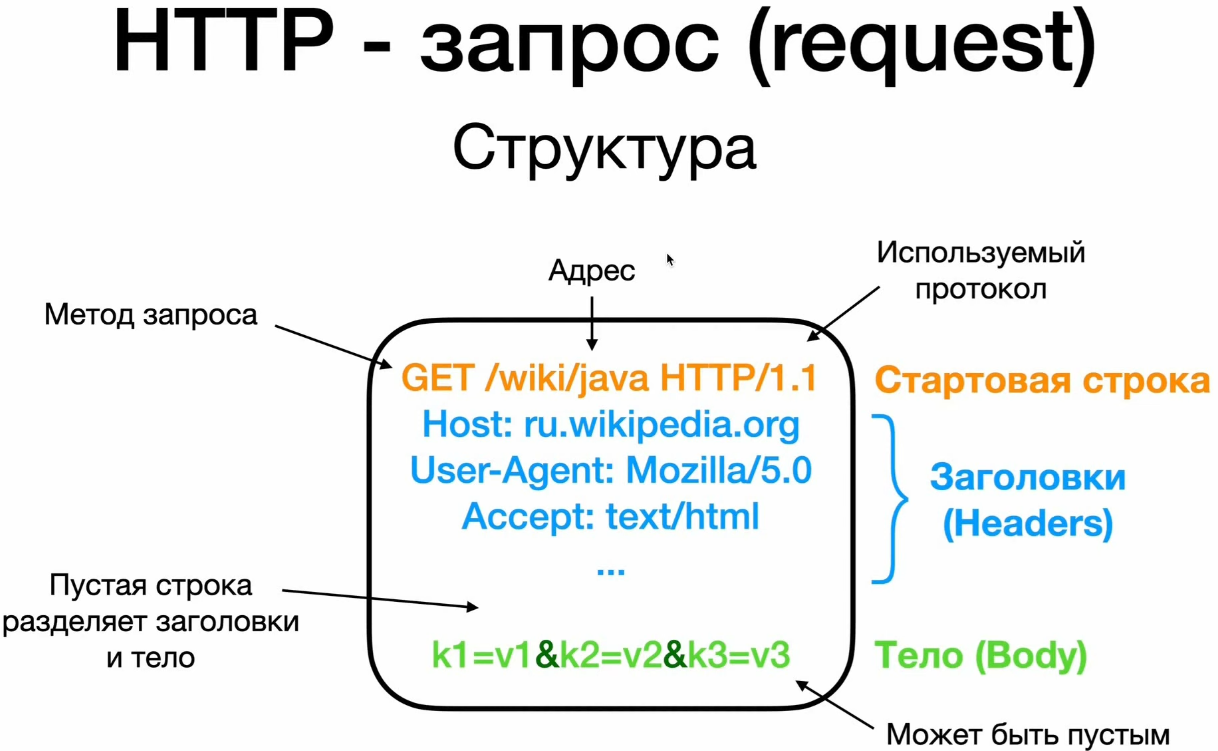 HTTP - запрос (request)
Структура
Адрес
Используемый
протокол
Метод запроса
GET /wiki/java HTTP/1.1
Стартовая строка
Host: ru.wikipedia.org
User-Agent: Mozilla/5.0
Accept: text/html
...
Заголовки
(Headers)
Пустая строка
разделяет заголовки
и тело
k1=v1&k2=v2&k3=v3
Тело (Body)
Может быть пустым